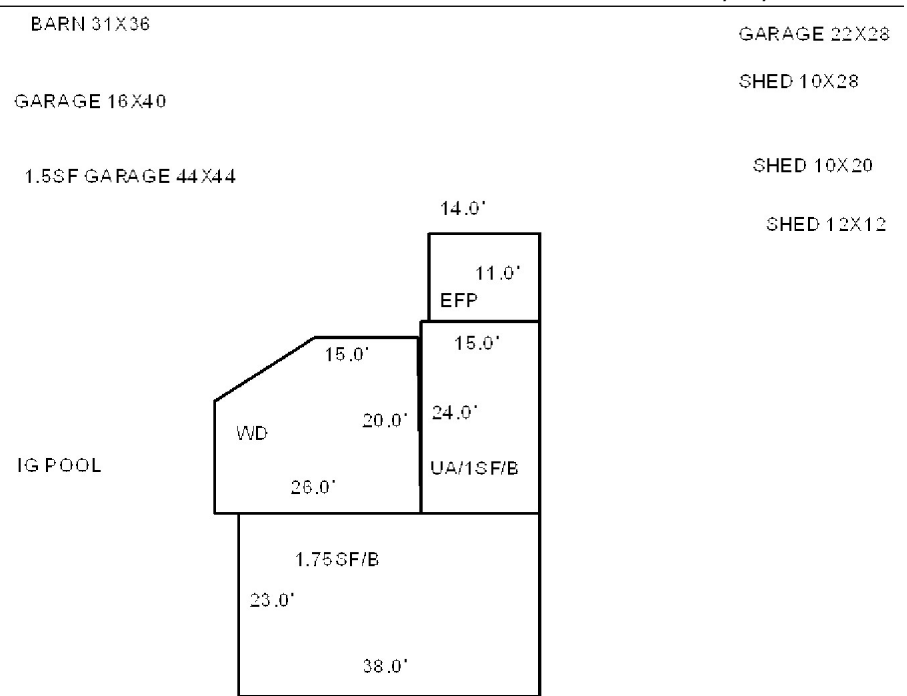 BARN 31X36
GARAGE 22X28
SHED 10X28
GARAGE 16X40
SHED 10X20
1.5SF GARAGE 44X44
14.0'
SHED 12X12
11.0'
EFP
15.0'
15.0'
20.0'
24.0'
WD
UA/1SF/B
IG POOL
26.0'
1.75SF/B
23.0'
38.0'